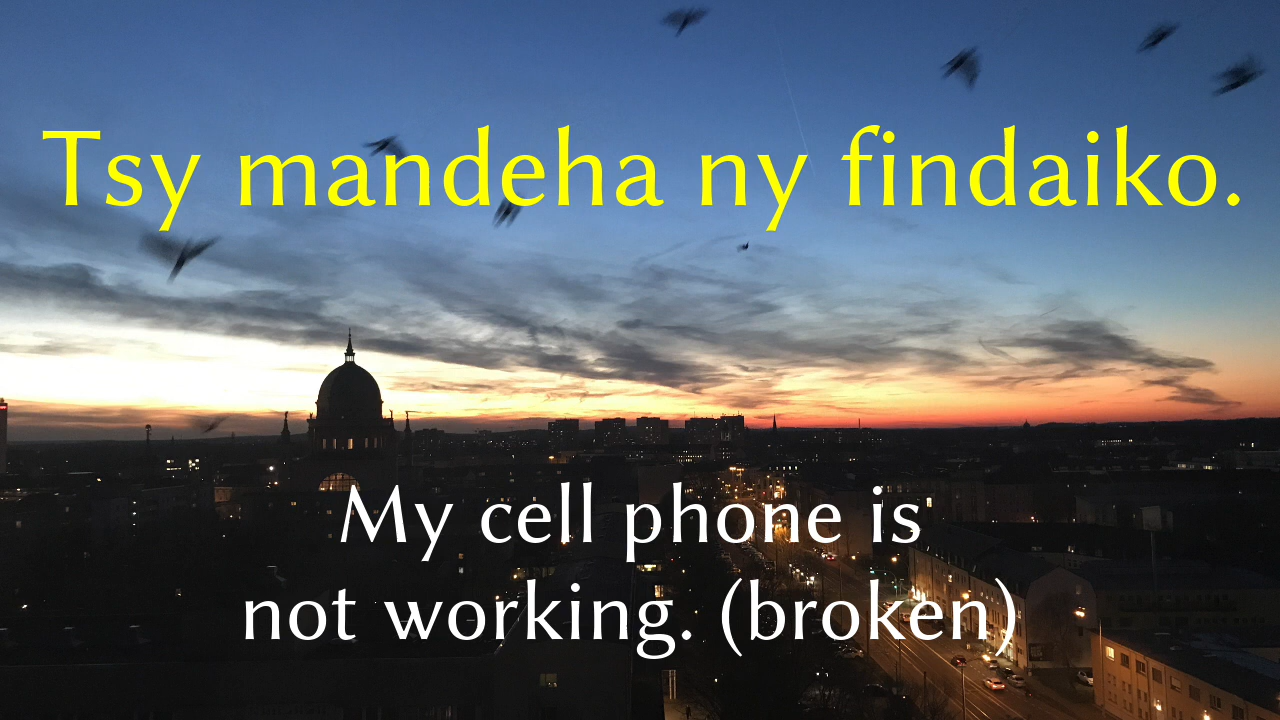 Tsy mandeha ny findaiko.
My cell phone is
not working. (broken)